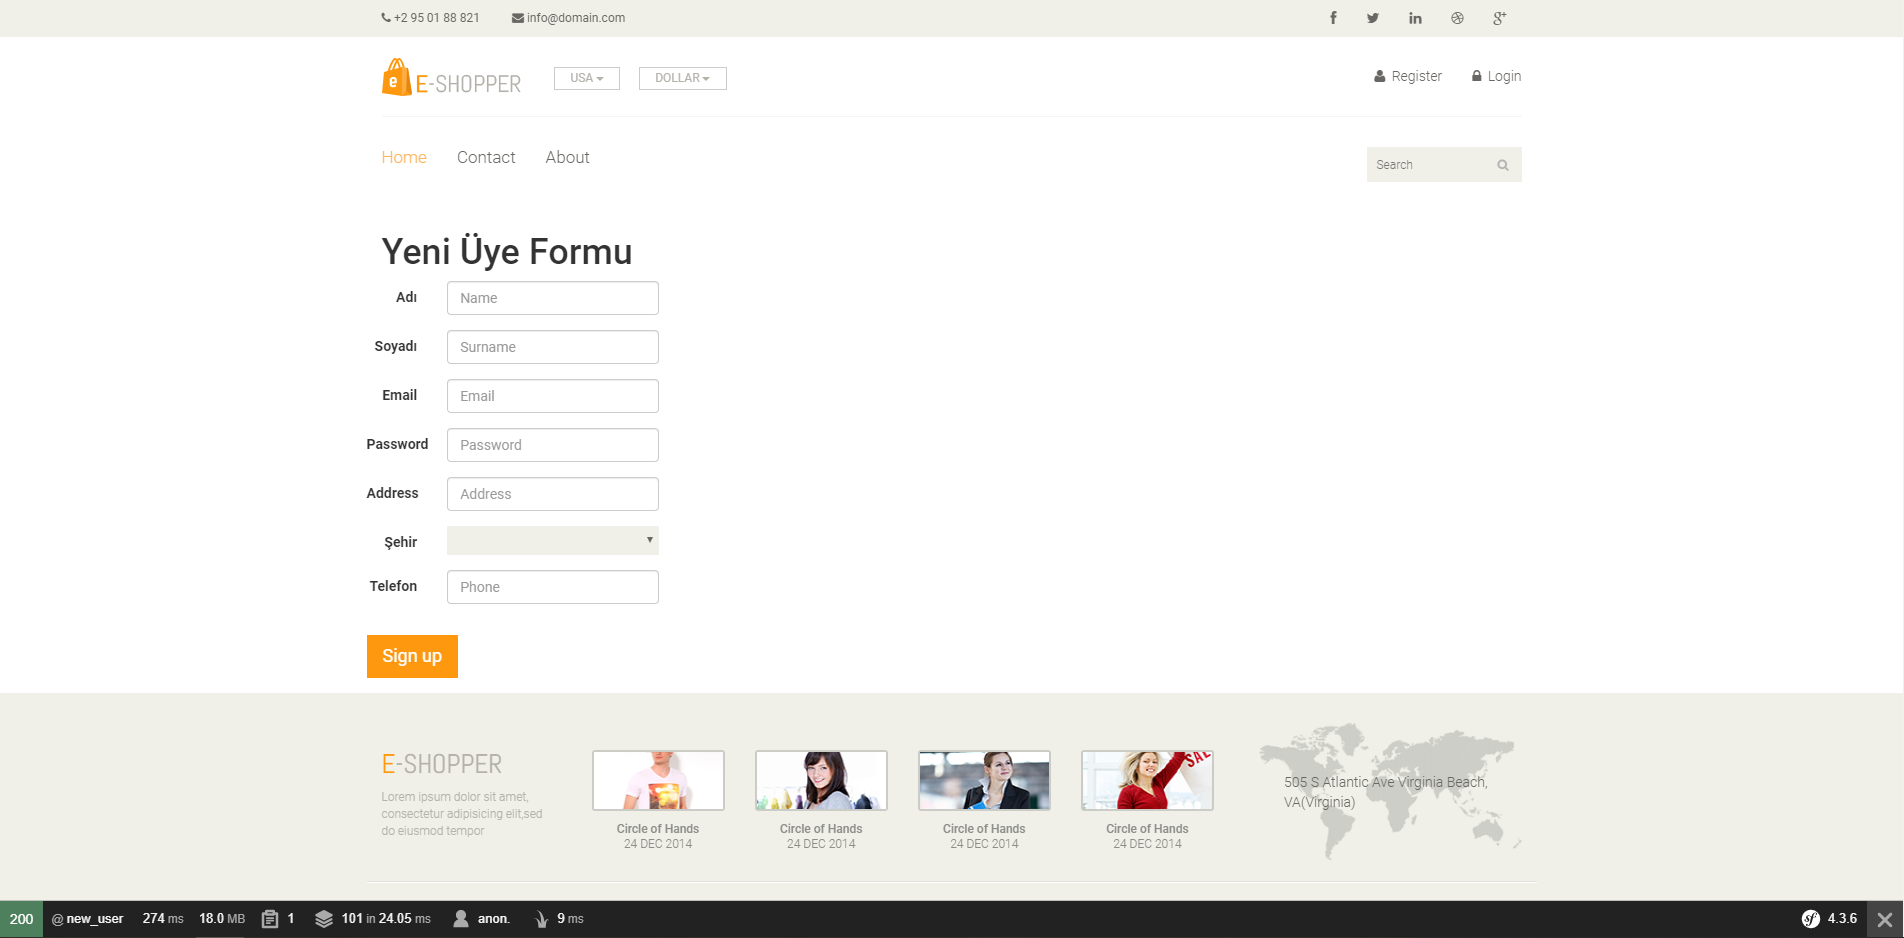 +2 95 01 88 821 info@domain.com
E-SHOPPER USA DOLLAR Register Login
Home Contact About Search
Yeni Üye Formu
Adı Name
Soyadı Surname
Email Email
Password Password
Address Address
Şehir
Telefon Phone
Sign up
E-SHOPPER
Lorem ipsum dolor sit amet,
consectetur adipisicing elit,sed
do eiusmod tempor
SALE
Circle of Hands Circle of Hands Circle of Hands Circle of Hands
24 DEC 2014 24 DEC 2014 24 DEC 2014 24 DEC 2014
505 S Atlantic Ave Virginia Beach,
VA(Virginia)
200 @ new_user 274 ms 18.0 MB 1 101 in 24.05 ms anon. 9 ms sf 4.3.6